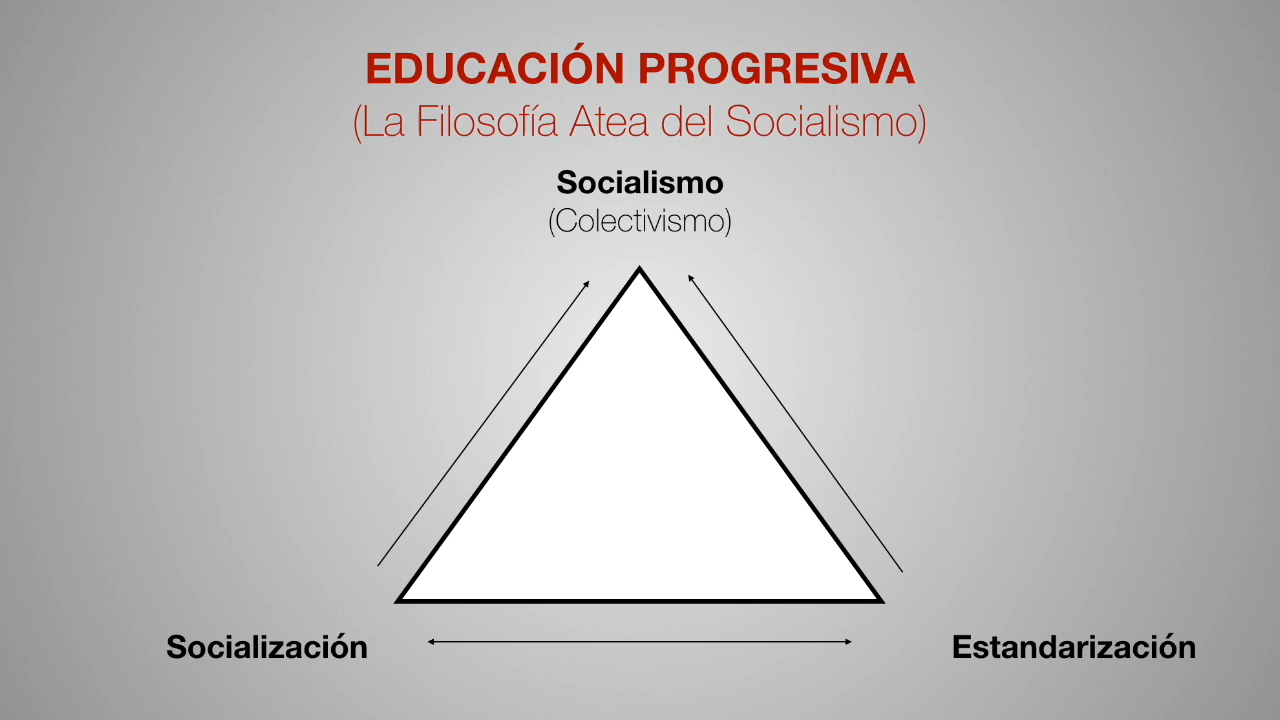 EDUCACIÓN PROGRESIVA
(La Filosofía Atea del Socialismo)
Socialismo
(Colectivismo)
Socialización
Estandarización